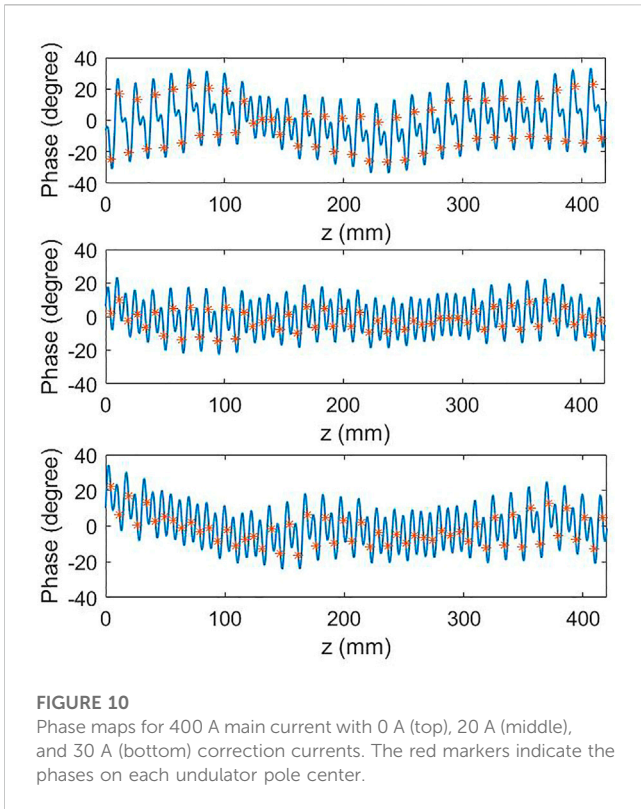 40
20
0
-20
-40
Phase (degree)
0 100 200 300 400
z (mm)
40
20
0
-20
-40
Phase (degree)
0 100 200 300 400
z (mm)
40
20
0
-20
-40
Phase (degree)
0 100 200 300 400
z (mm)
FIGURE 10
Phase maps for 400 A main current with 0 A (top), 20 A (middle),
and 30 A (bottom) correction currents. The red markers indicate the
phases on each undulator pole center.